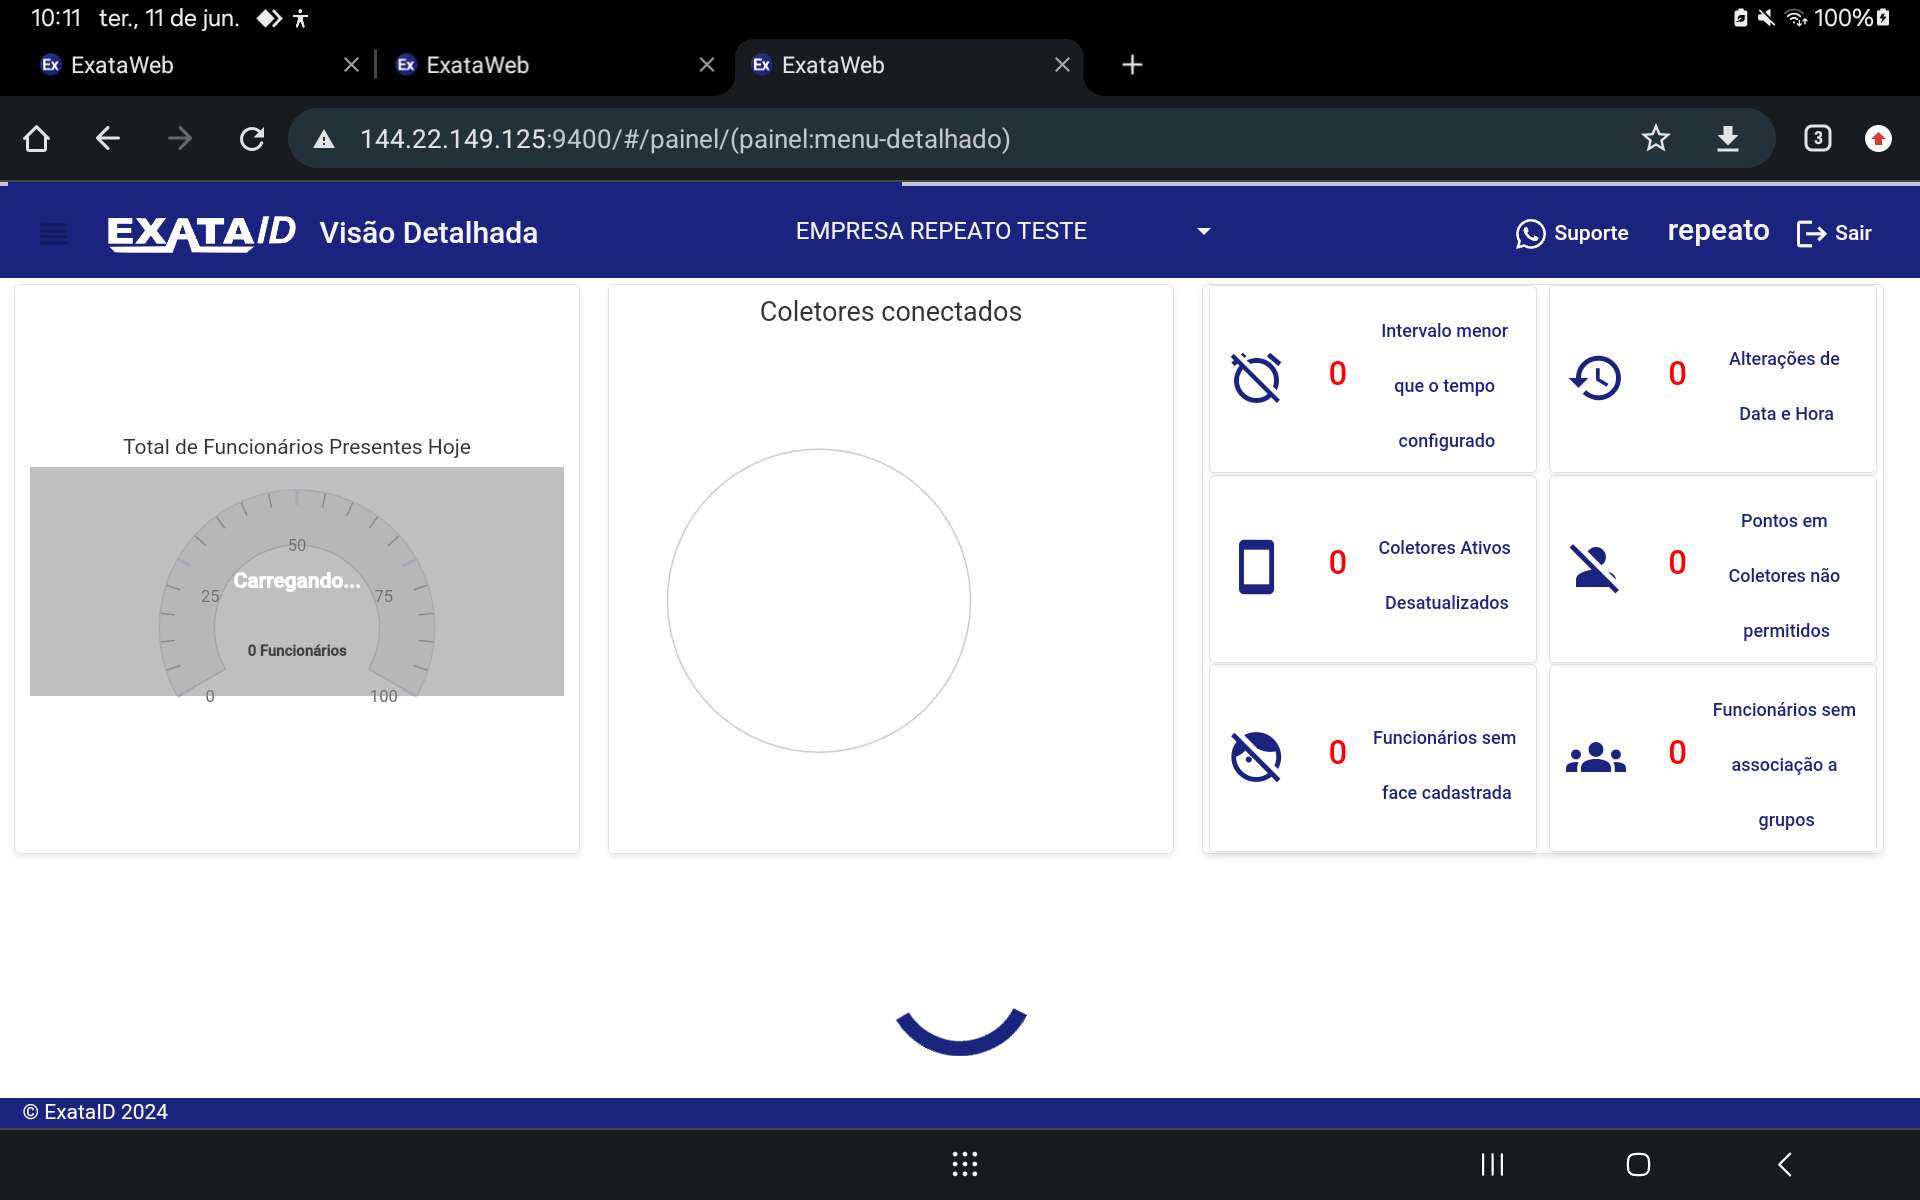 10:11 ter., 11 de jun. 100%
Ex ExataWeb Ex ExataWeb Ex ExataWeb
144.22.149.125:9400/#/painel/(painel:menu-detalhado) 3
EXATAID Visão Detalhada EMPRESA REPEATO TESTE Suporte repeato Sair
Total de Funcionários Presentes Hoje
50
Carregando...
25 75
0 Funcionários
0 100
Coletores conectados
0 Intervalo menor
que o tempo
configurado
0 Alterações de
Data e Hora
0 Coletores Ativos
Desatualizados
0 Pontos em
Coletores não
permitidos
0 Funcionários sem
face cadastrada
0 Funcionários sem
associação a
grupos
© ExataID 2024